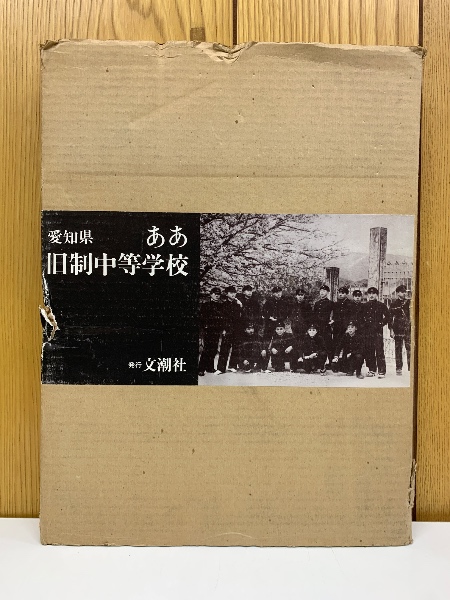 愛知県 ああ
旧制中等学校
発行 文潮社